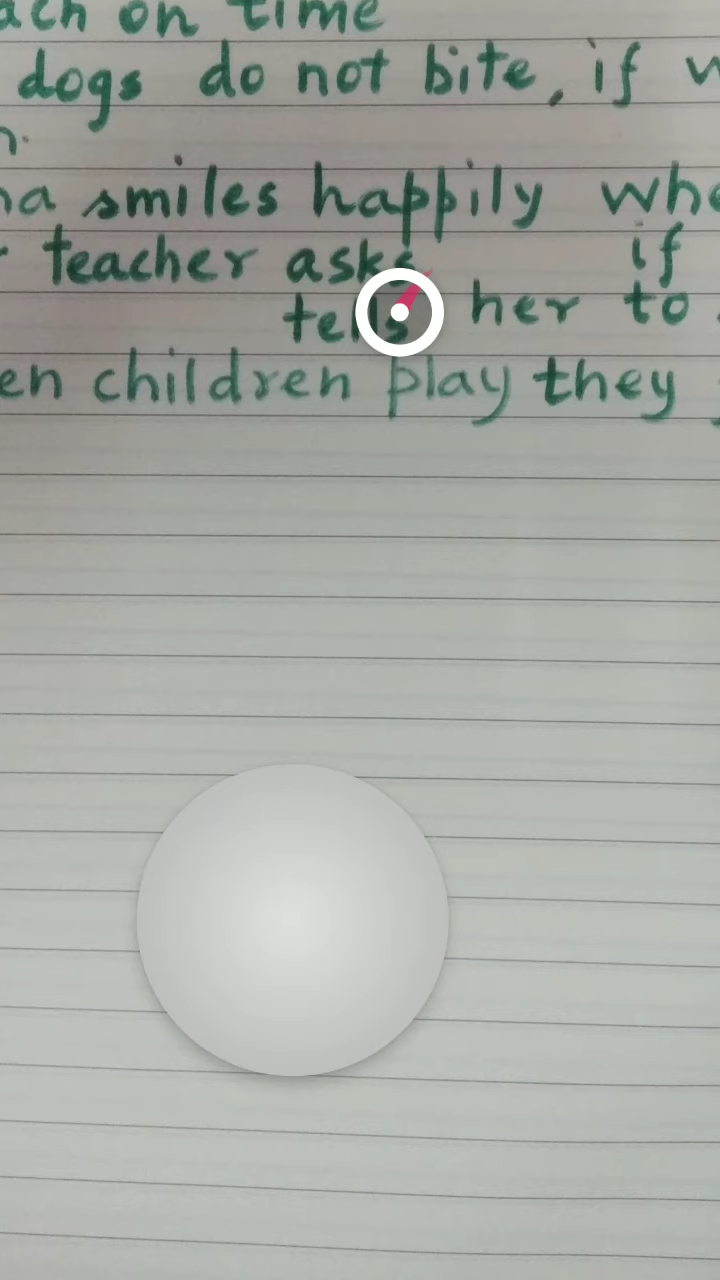 ach on time
dogs do not bite, if w
n.
na smiles happily whe
r teacher asks if
tells her to
en children play they